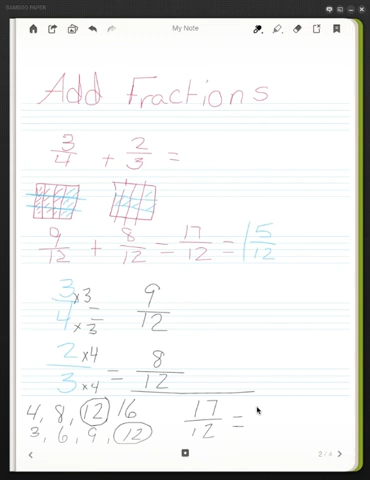 BAMBOO PAPER
My Note
Add Fractions
3/4 + 2/3 =
9/12 + 8/12 = 17/12 = 1 5/12
3/4 ×3/×3 = 9/12
2/3 ×4/×4 = 8/12
4, 8, 12 16
3, 6, 9, 12
17/12 =
2 / 4